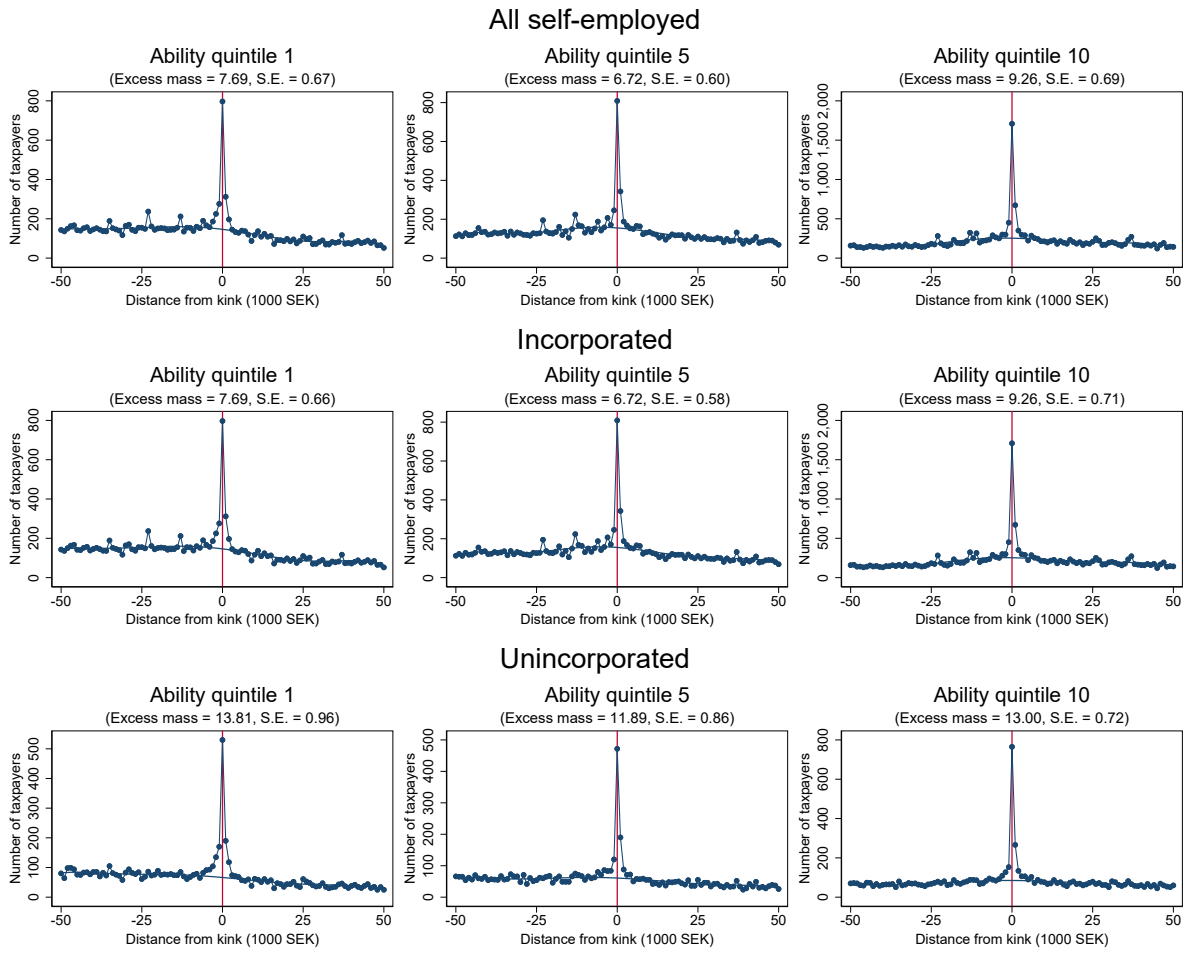 All self-employed
Ability quintile 1
(Excess mass = 7.69, S.E. = 0.67)
Number of taxpayers
800
600
400
200
0
-50 -25 0 25 50
Distance from kink (1000 SEK)
Ability quintile 5
(Excess mass = 6.72, S.E. = 0.60)
Number of taxpayers
800
600
400
200
0
-50 -25 0 25 50
Distance from kink (1000 SEK)
Ability quintile 10
(Excess mass = 9.26, S.E. = 0.69)
Number of taxpayers
2,000
1,500
1,000
500
0
-50 -25 0 25 50
Distance from kink (1000 SEK)
Incorporated
Ability quintile 1
(Excess mass = 7.69, S.E. = 0.66)
Number of taxpayers
800
600
400
200
0
-50 -25 0 25 50
Distance from kink (1000 SEK)
Ability quintile 5
(Excess mass = 6.72, S.E. = 0.58)
Number of taxpayers
800
600
400
200
0
-50 -25 0 25 50
Distance from kink (1000 SEK)
Ability quintile 10
(Excess mass = 9.26, S.E. = 0.71)
Number of taxpayers
2,000
1,500
1,000
500
0
-50 -25 0 25 50
Distance from kink (1000 SEK)
Unincorporated
Ability quintile 1
(Excess mass = 13.81, S.E. = 0.96)
Number of taxpayers
500
400
300
200
100
0
-50 -25 0 25 50
Distance from kink (1000 SEK)
Ability quintile 5
(Excess mass = 11.89, S.E. = 0.86)
Number of taxpayers
500
400
300
200
100
0
-50 -25 0 25 50
Distance from kink (1000 SEK)
Ability quintile 10
(Excess mass = 13.00, S.E. = 0.72)
Number of taxpayers
800
600
400
200
0
-50 -25 0 25 50
Distance from kink (1000 SEK)